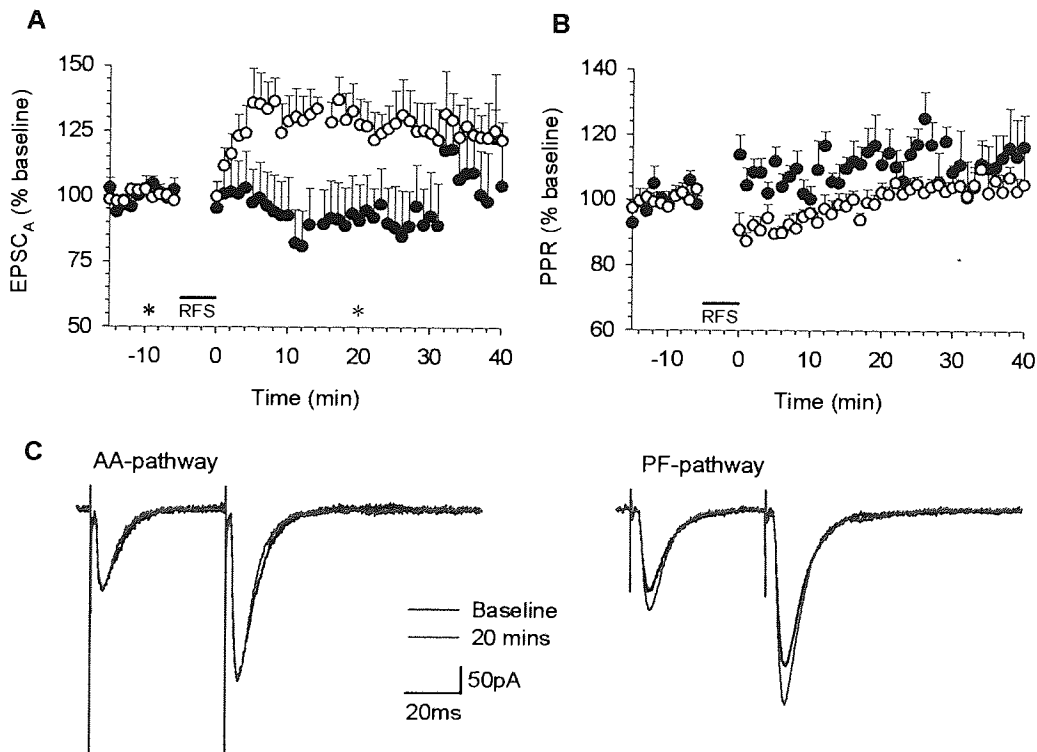 A
EPSCA (% baseline)
150
125
100
75
50
*
RFS
*
-10
0
10
20
30
40
Time (min)
B
PPR (% baseline)
140
120
100
80
60
RFS
-10
0
10
20
30
40
Time (min)
C
AA-pathway
PF-pathway
Baseline
20 mins
50pA
20ms